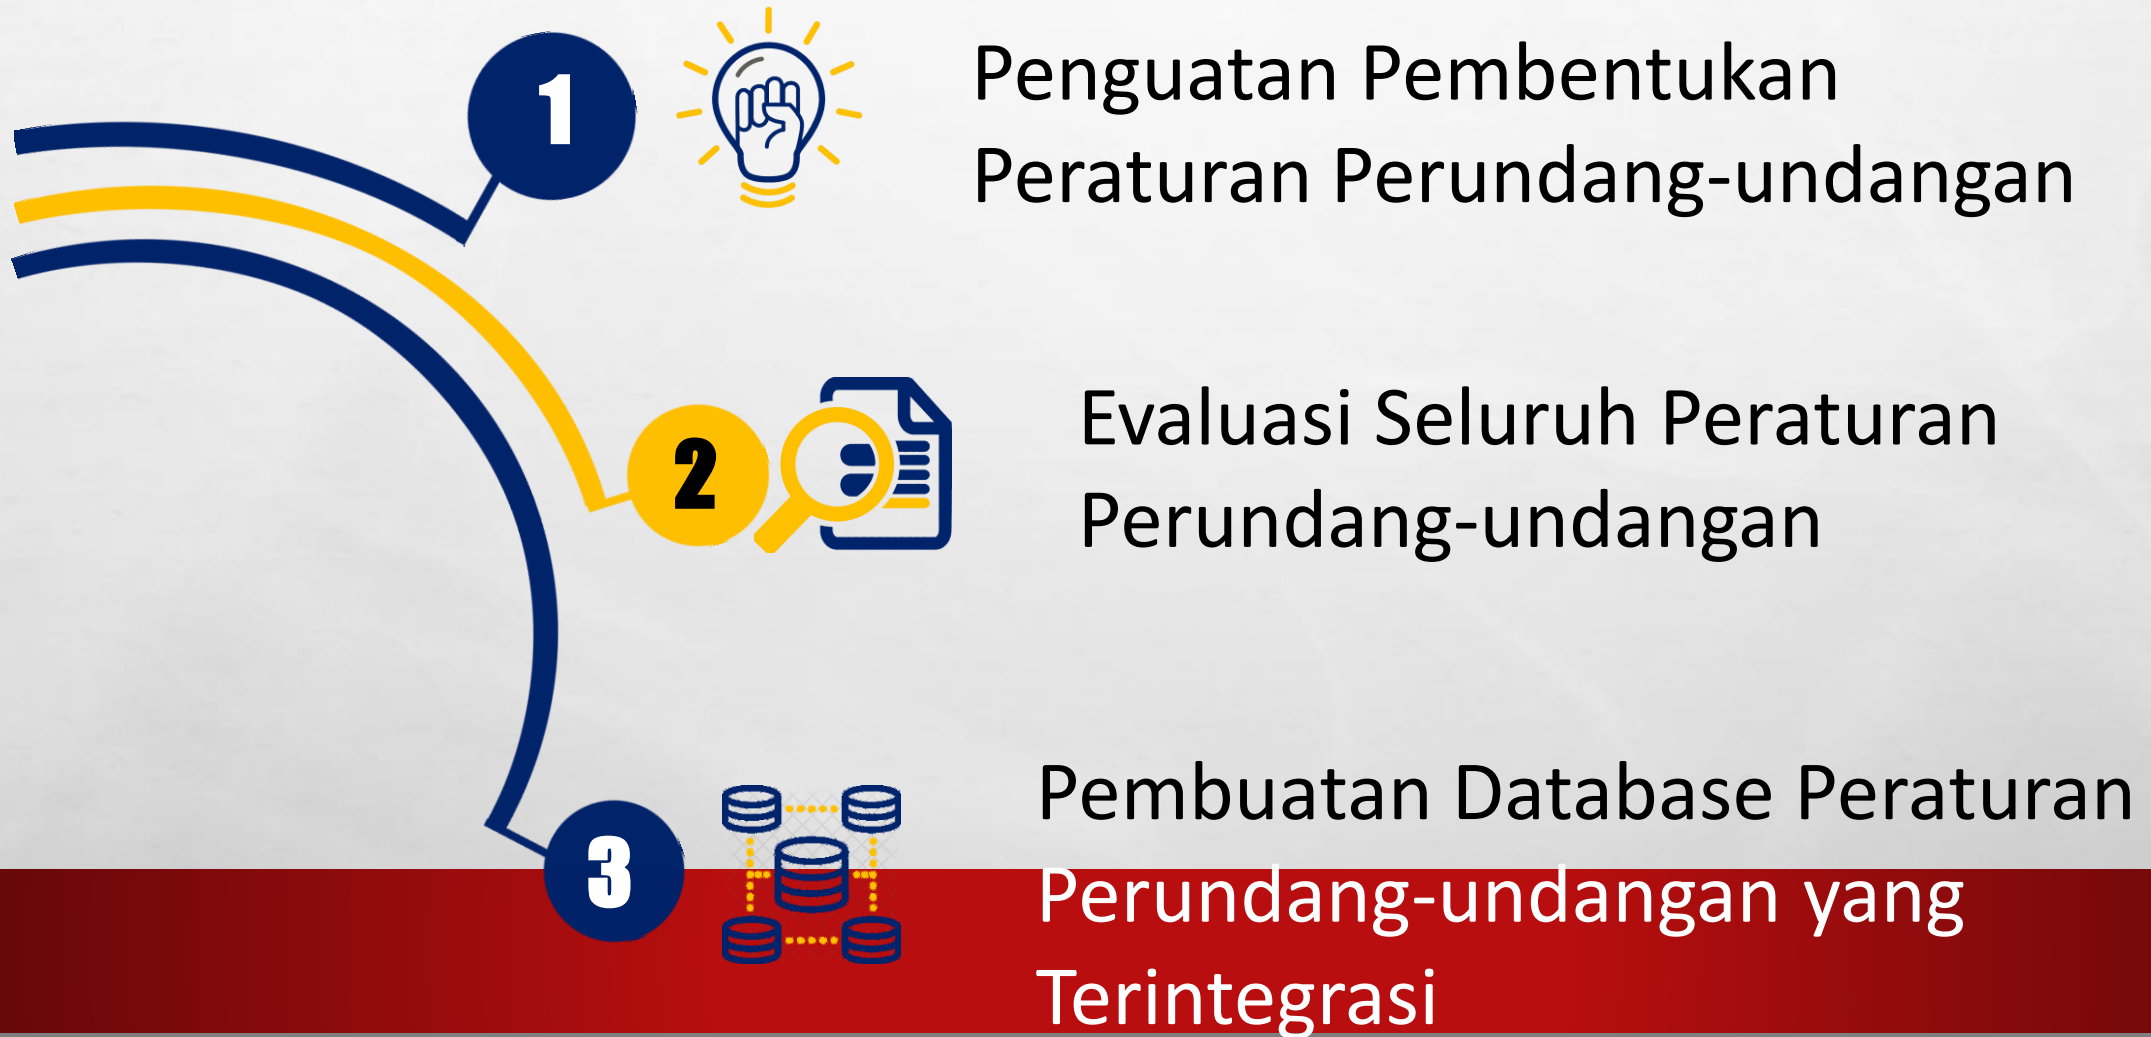 1
Penguatan Pembentukan
Peraturan Perundang-undangan
2
Evaluasi Seluruh Peraturan
Perundang-undangan
3
Pembuatan Database Peraturan
Perundang-undangan yang
Terintegrasi